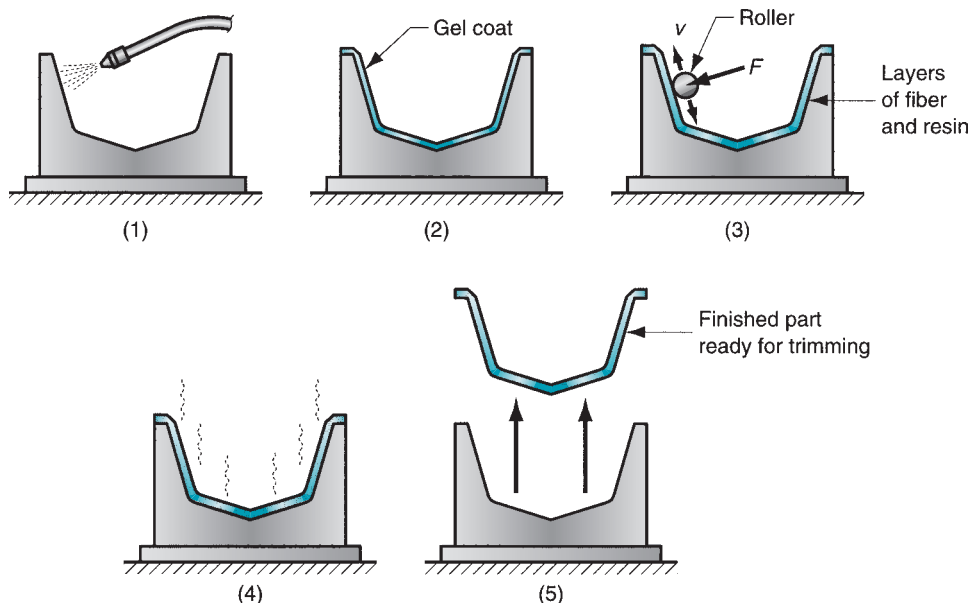 Gel coat
v
Roller
F
Layers
of fiber
and resin
(1)
(2)
(3)
Finished part
ready for trimming
(4)
(5)